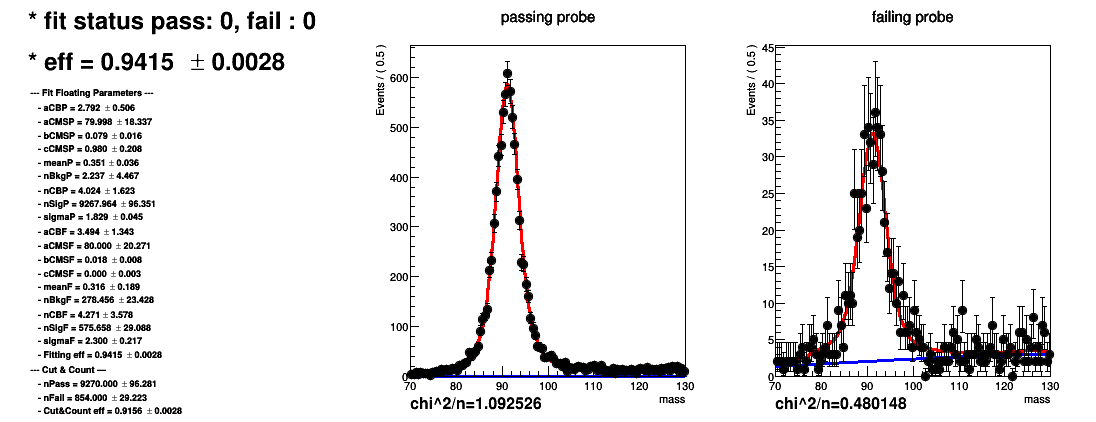 * fit status pass: 0, fail : 0
* eff = 0.9415 ± 0.0028
--- Fit Floating Parameters ---
- aCBP = 2.792 ± 0.506
- aCMSP = 79.998 ± 18.337
- bCMSP = 0.079 ± 0.016
- cCMSP = 0.980 ± 0.208
- meanP = 0.351 ± 0.036
- nBkgP = 2.237 ± 4.467
- nCBP = 4.024 ± 1.623
- nSigP = 9267.964 ± 96.351
- sigmaP = 1.829 ± 0.045
- aCBF = 3.494 ± 1.343
- aCMSF = 80.000 ± 20.271
- bCMSF = 0.018 ± 0.008
- cCMSF = 0.000 ± 0.003
- meanF = 0.316 ± 0.189
- nBkgF = 278.456 ± 23.428
- nCBF = 4.271 ± 3.578
- nSigF = 575.658 ± 29.088
- sigmaF = 2.300 ± 0.217
- Fitting eff = 0.9415 ± 0.0028
--- Cut & Count ---
- nPass = 9270.000 ± 96.281
- nFail = 854.000 ± 29.223
- Cut&Count eff = 0.9156 ± 0.0028
passing probe
Events / ( 0.5 )
600
500
400
300
200
100
0
70 80 90 100 110 120 130
mass
chi^2/n=1.092526
failing probe
Events / ( 0.5 )
45
40
35
30
25
20
15
10
5
0
70 80 90 100 110 120 130
mass
chi^2/n=0.480148